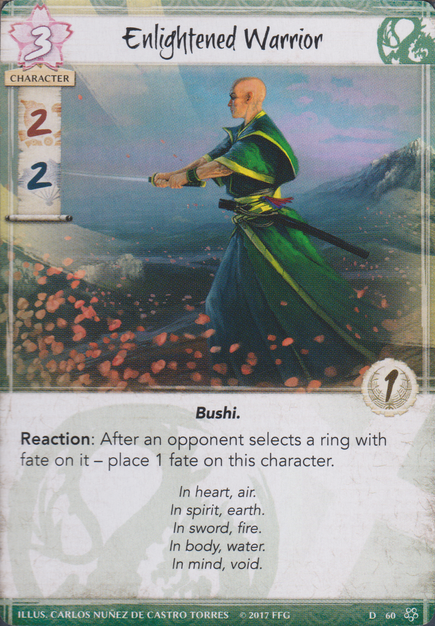 3
Enlightened Warrior
CHARACTER
2
2
1
Bushi.
Reaction: After an opponent selects a ring with
fate on it – place 1 fate on this character.
In heart, air.
In spirit, earth.
In sword, fire.
In body, water.
In mind, void.
ILLUS. CARLOS NUÑEZ DE CASTRO TORRES © 2017 FFG D 60